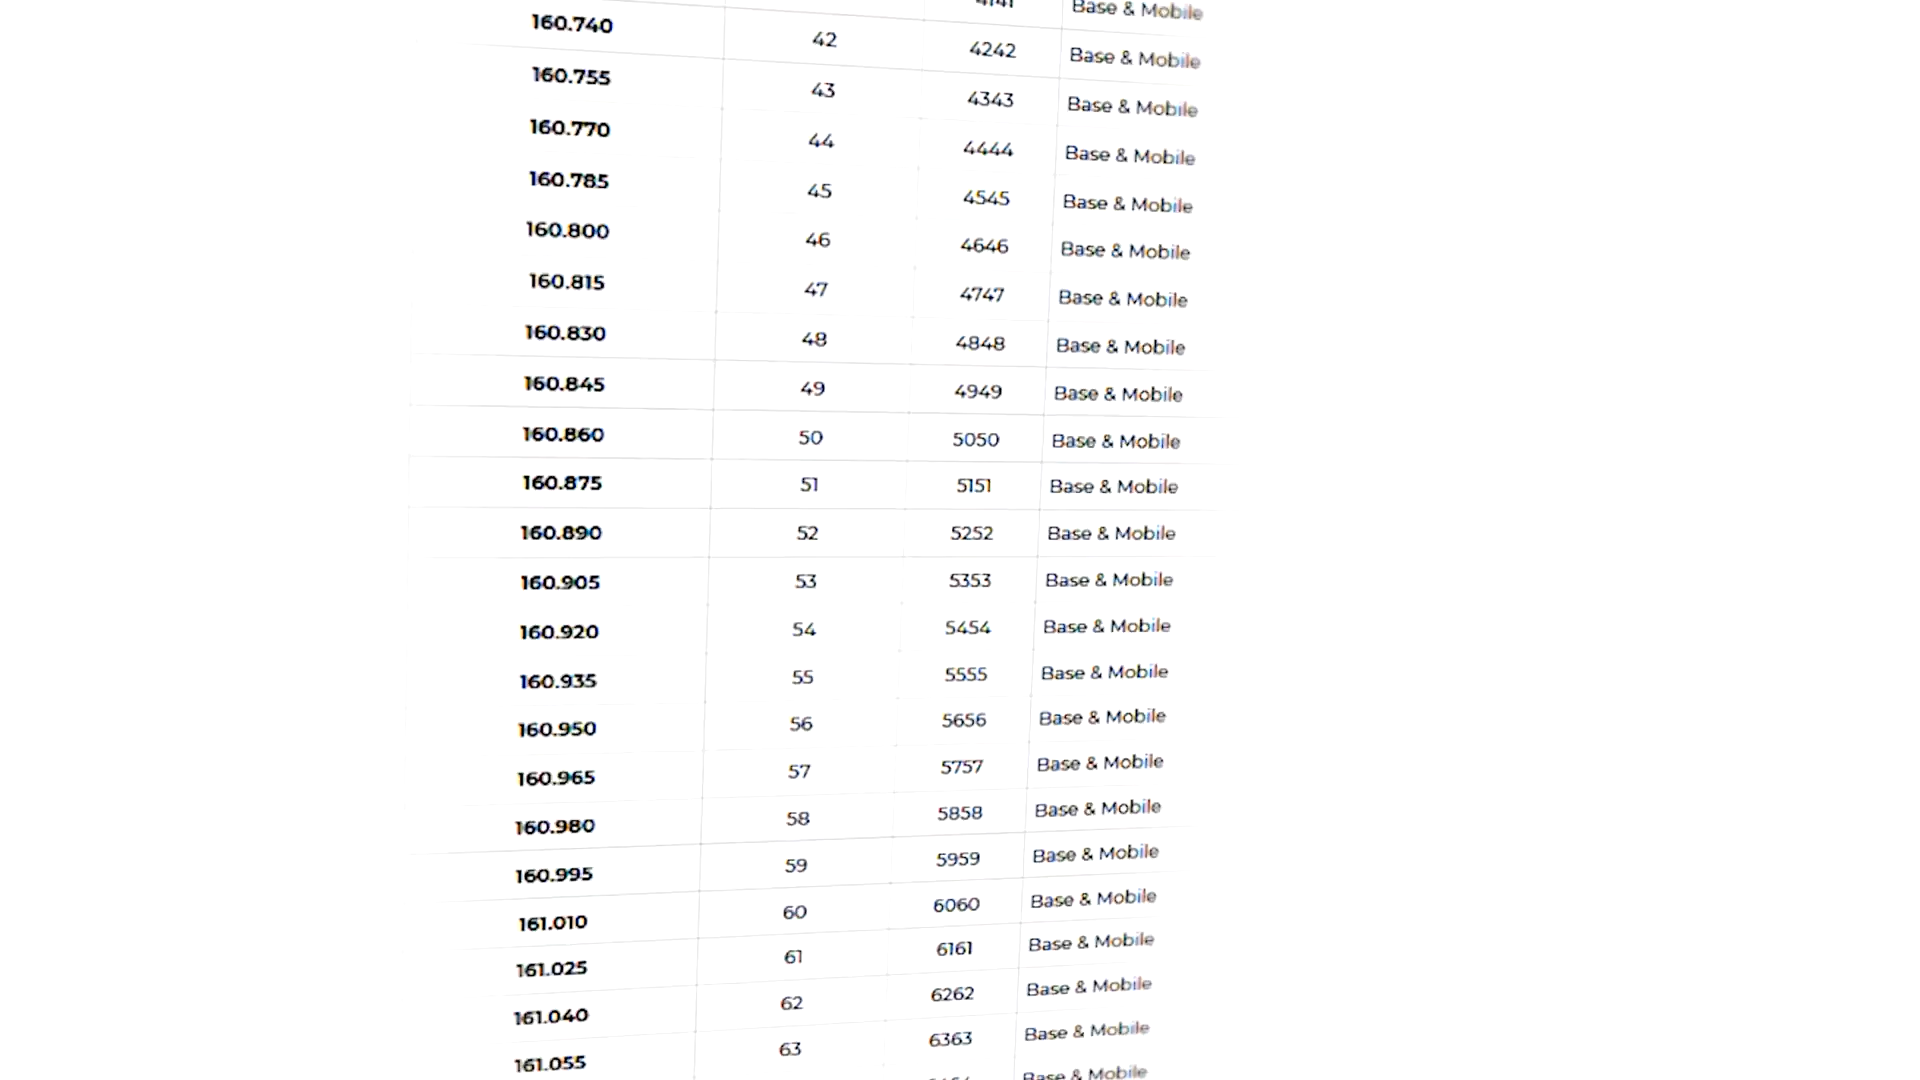 4141 Base & Mobile
160.740 42 4242 Base & Mobile
160.755 43 4343 Base & Mobile
160.770 44 4444 Base & Mobile
160.785 45 4545 Base & Mobile
160.800 46 4646 Base & Mobile
160.815 47 4747 Base & Mobile
160.830 48 4848 Base & Mobile
160.845 49 4949 Base & Mobile
160.860 50 5050 Base & Mobile
160.875 51 5151 Base & Mobile
160.890 52 5252 Base & Mobile
160.905 53 5353 Base & Mobile
160.920 54 5454 Base & Mobile
160.935 55 5555 Base & Mobile
160.950 56 5656 Base & Mobile
160.965 57 5757 Base & Mobile
160.980 58 5858 Base & Mobile
160.995 59 5959 Base & Mobile
161.010 60 6060 Base & Mobile
161.025 61 6161 Base & Mobile
161.040 62 6262 Base & Mobile
161.055 63 6363 Base & Mobile
Base & Mobile